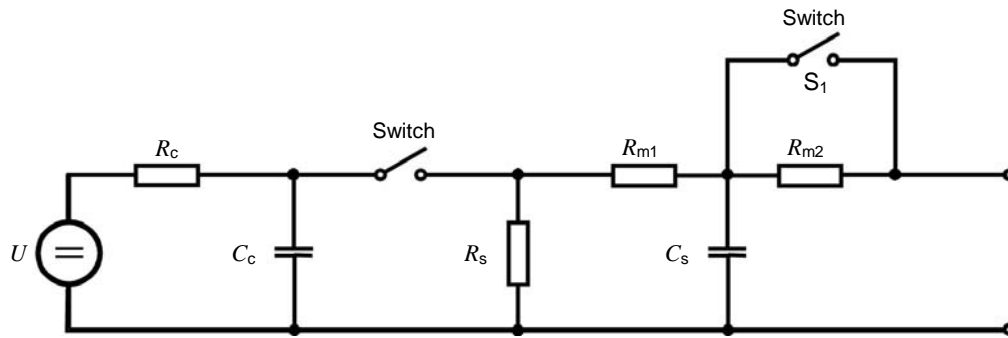 Switch
S1
Switch
Rc
Rm1
Rm2
U
Cc
Rs
Cs